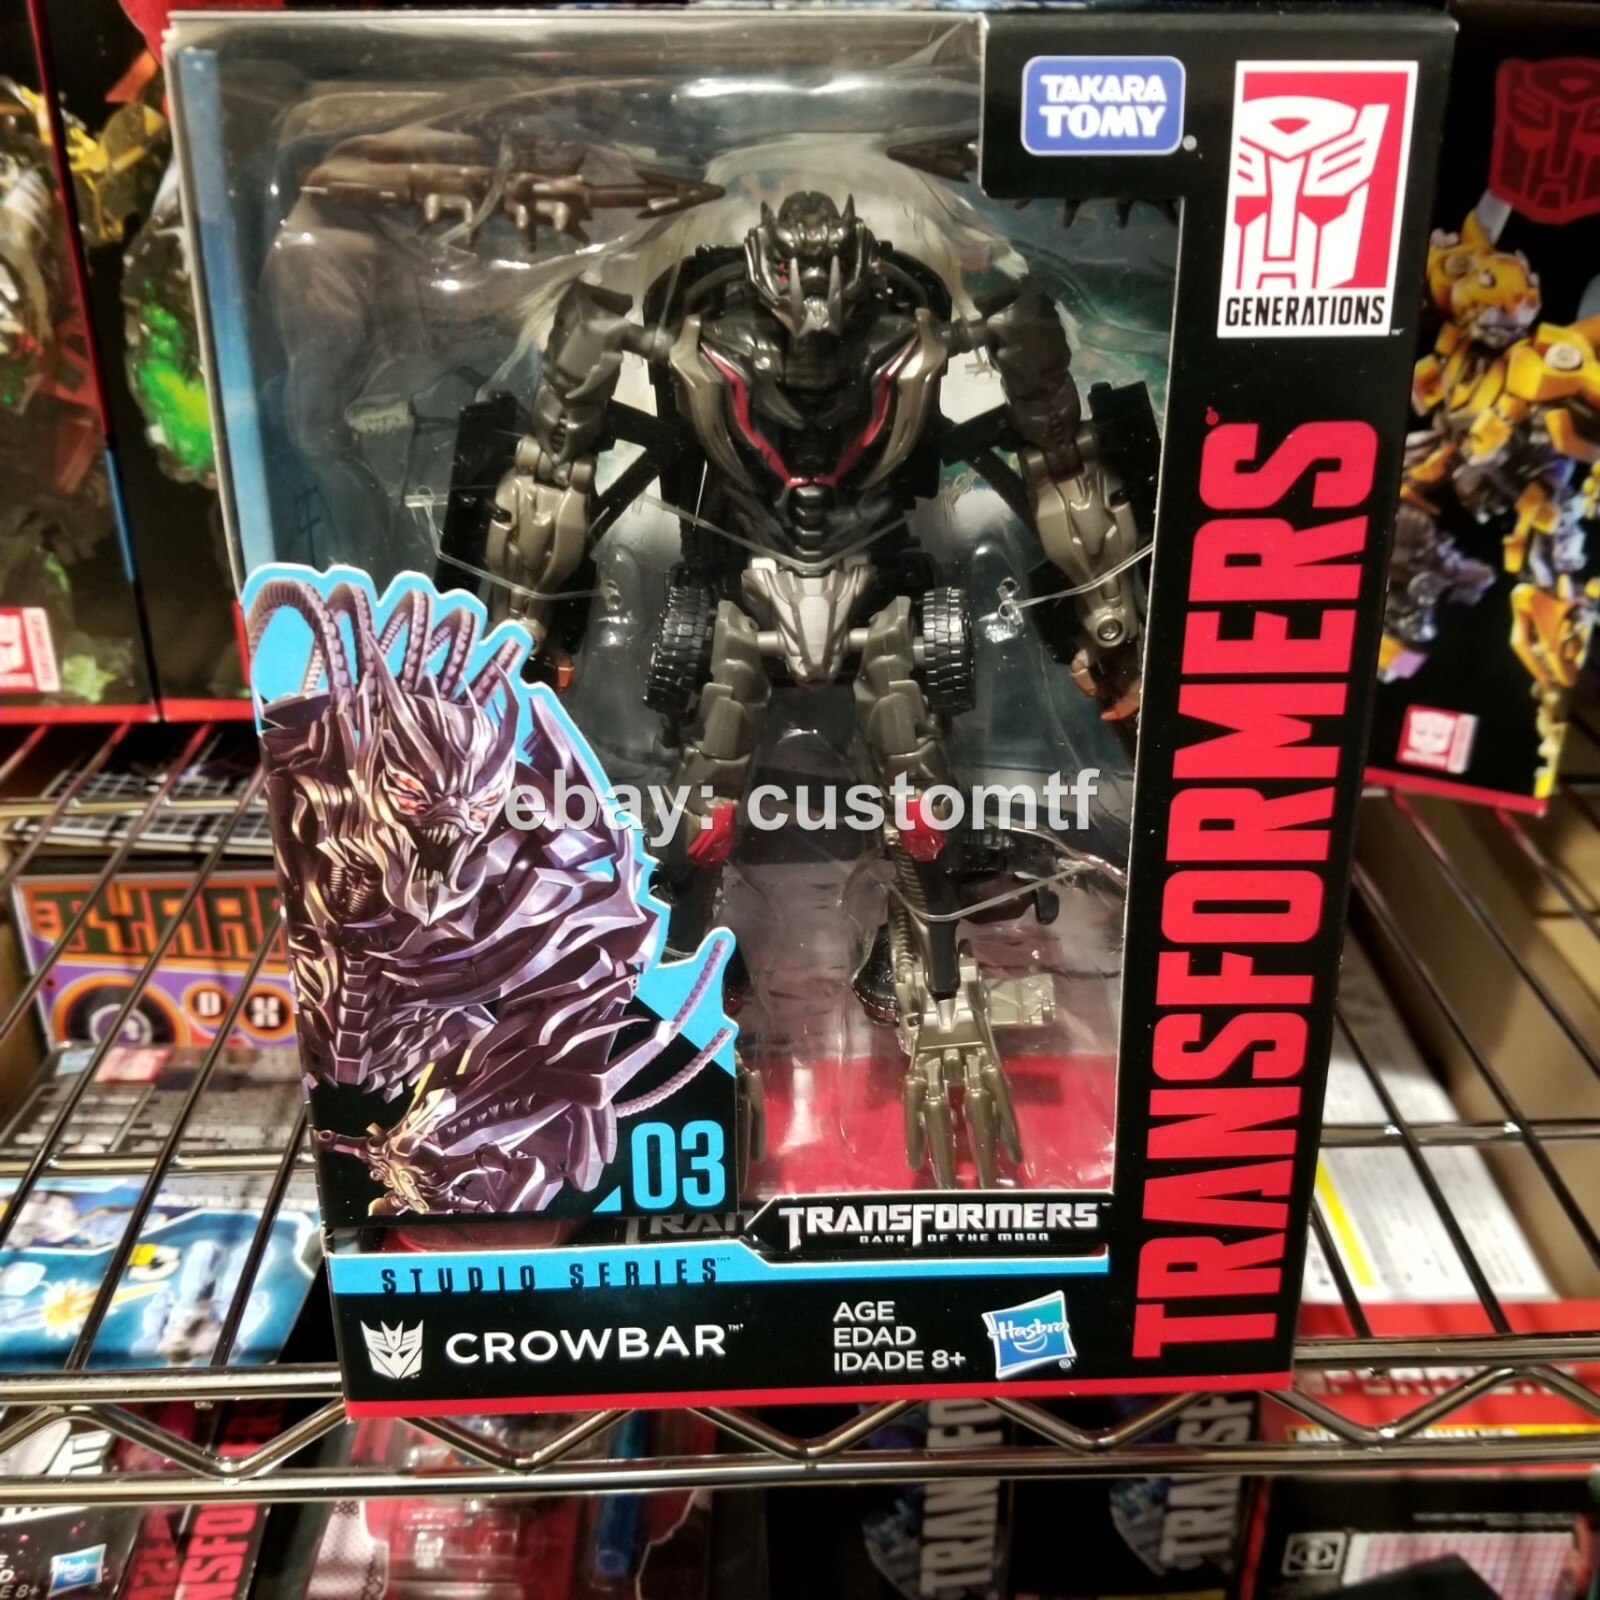 TAKARA
TOMY
GENERATIONS
TRANSFORMERS
ebay: customtf
03
TRANSFORMERS
DARK OF THE MOON
STUDIO SERIES
CROWBAR
AGE
EDAD
IDADE 8+
Hasbro